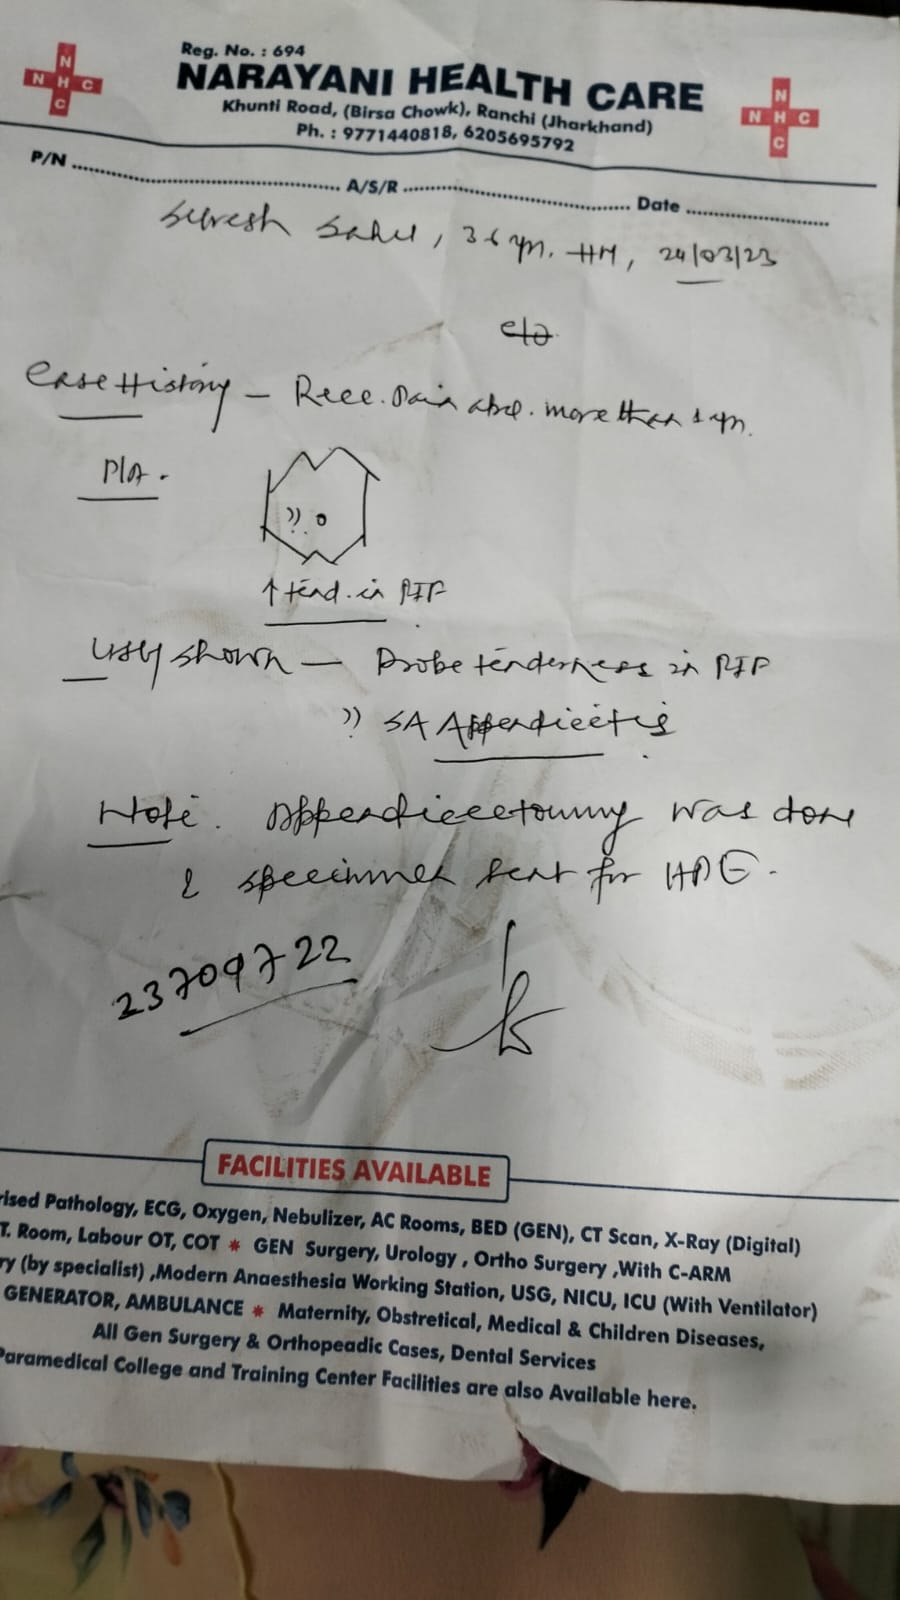 Reg. No. : 694
NHC
NARAYANI HEALTH CARE
NHC
Khunti Road, (Birsa Chowk), Ranchi (Jharkhand)
Ph. : 9771440818, 6205695792
P/N ........ A/S/R ........ Date ........
Suresh Sahu, 36 yr. HM, 24/03/23
c/o
Case History – Recc. Pain abd. more than 1 yr.
P/A.
↑ tend. in RIF
USG shown – Probe tenderness in RIF
)) SA Appendicitis
Note. Appendicectomy was done
& specimen sent for HPE.
23709722
FACILITIES AVAILABLE
rised Pathology, ECG, Oxygen, Nebulizer, AC Rooms, BED (GEN), CT Scan, X-Ray (Digital)
T. Room, Labour OT, COT * GEN Surgery, Urology , Ortho Surgery ,With C-ARM
ry (by specialist) ,Modern Anaesthesia Working Station, USG, NICU, ICU (With Ventilator)
GENERATOR, AMBULANCE * Maternity, Obstretical, Medical & Children Diseases,
All Gen Surgery & Orthopeadic Cases, Dental Services
Paramedical College and Training Center Facilities are also Available here.